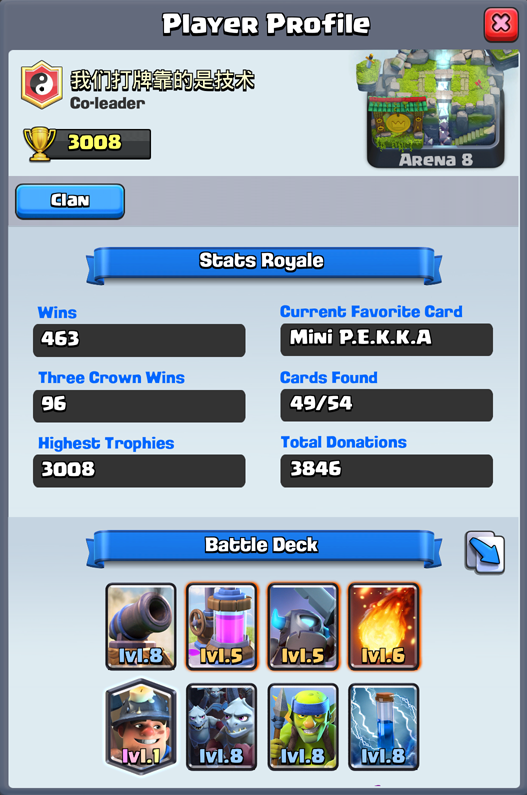 Player Profile
我们打牌靠的是技术
Co-leader
3008
Arena 8
Clan
Stats Royale
Wins
Current Favorite Card
463
Mini P.E.K.K.A
Three Crown Wins
Cards Found
96
49/54
Highest Trophies
Total Donations
3008
3846
Battle Deck
lvl.8
lvl.5
lvl.5
lvl.6
lvl.1
lvl.8
lvl.8
lvl.8